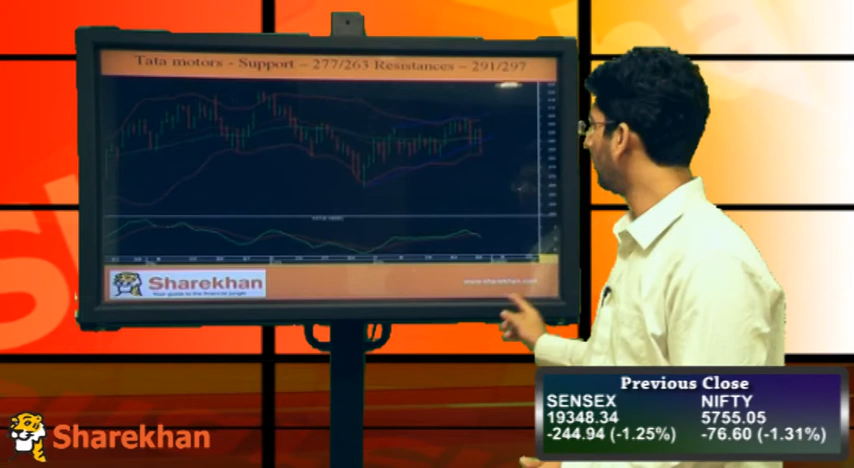 Tata motors - Support - 277/263 Resistances - 291/297
Sharekhan
Your guide to the financial jungle
www.sharekhan.com
Sharekhan
Previous Close
SENSEX NIFTY
19348.34 5755.05
-244.94 (-1.25%) -76.60 (-1.31%)